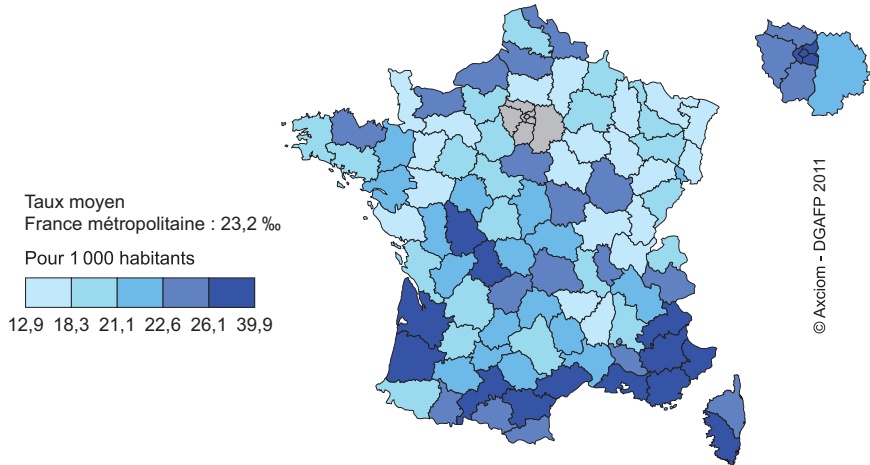 Taux moyen
France métropolitaine : 23,2 ‰
Pour 1 000 habitants
12,9 18,3 21,1 22,6 26,1 39,9
© Axciom - DGAFP 2011